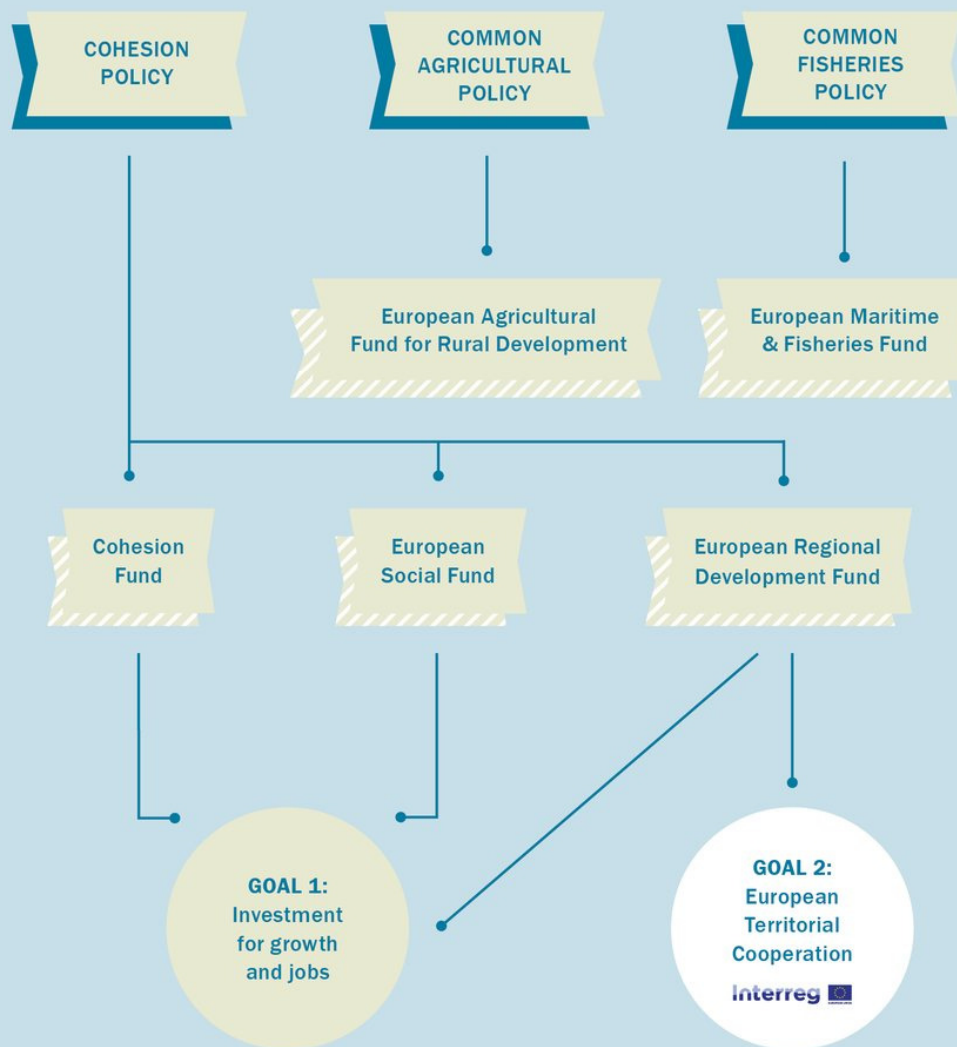 COHESION
POLICY
COMMON
AGRICULTURAL
POLICY
COMMON
FISHERIES
POLICY
European Agricultural
Fund for Rural Development
European Maritime
& Fisheries Fund
Cohesion
Fund
European
Social Fund
European Regional
Development Fund
GOAL 1:
Investment
for growth
and jobs
GOAL 2:
European
Territorial
Cooperation
Interreg